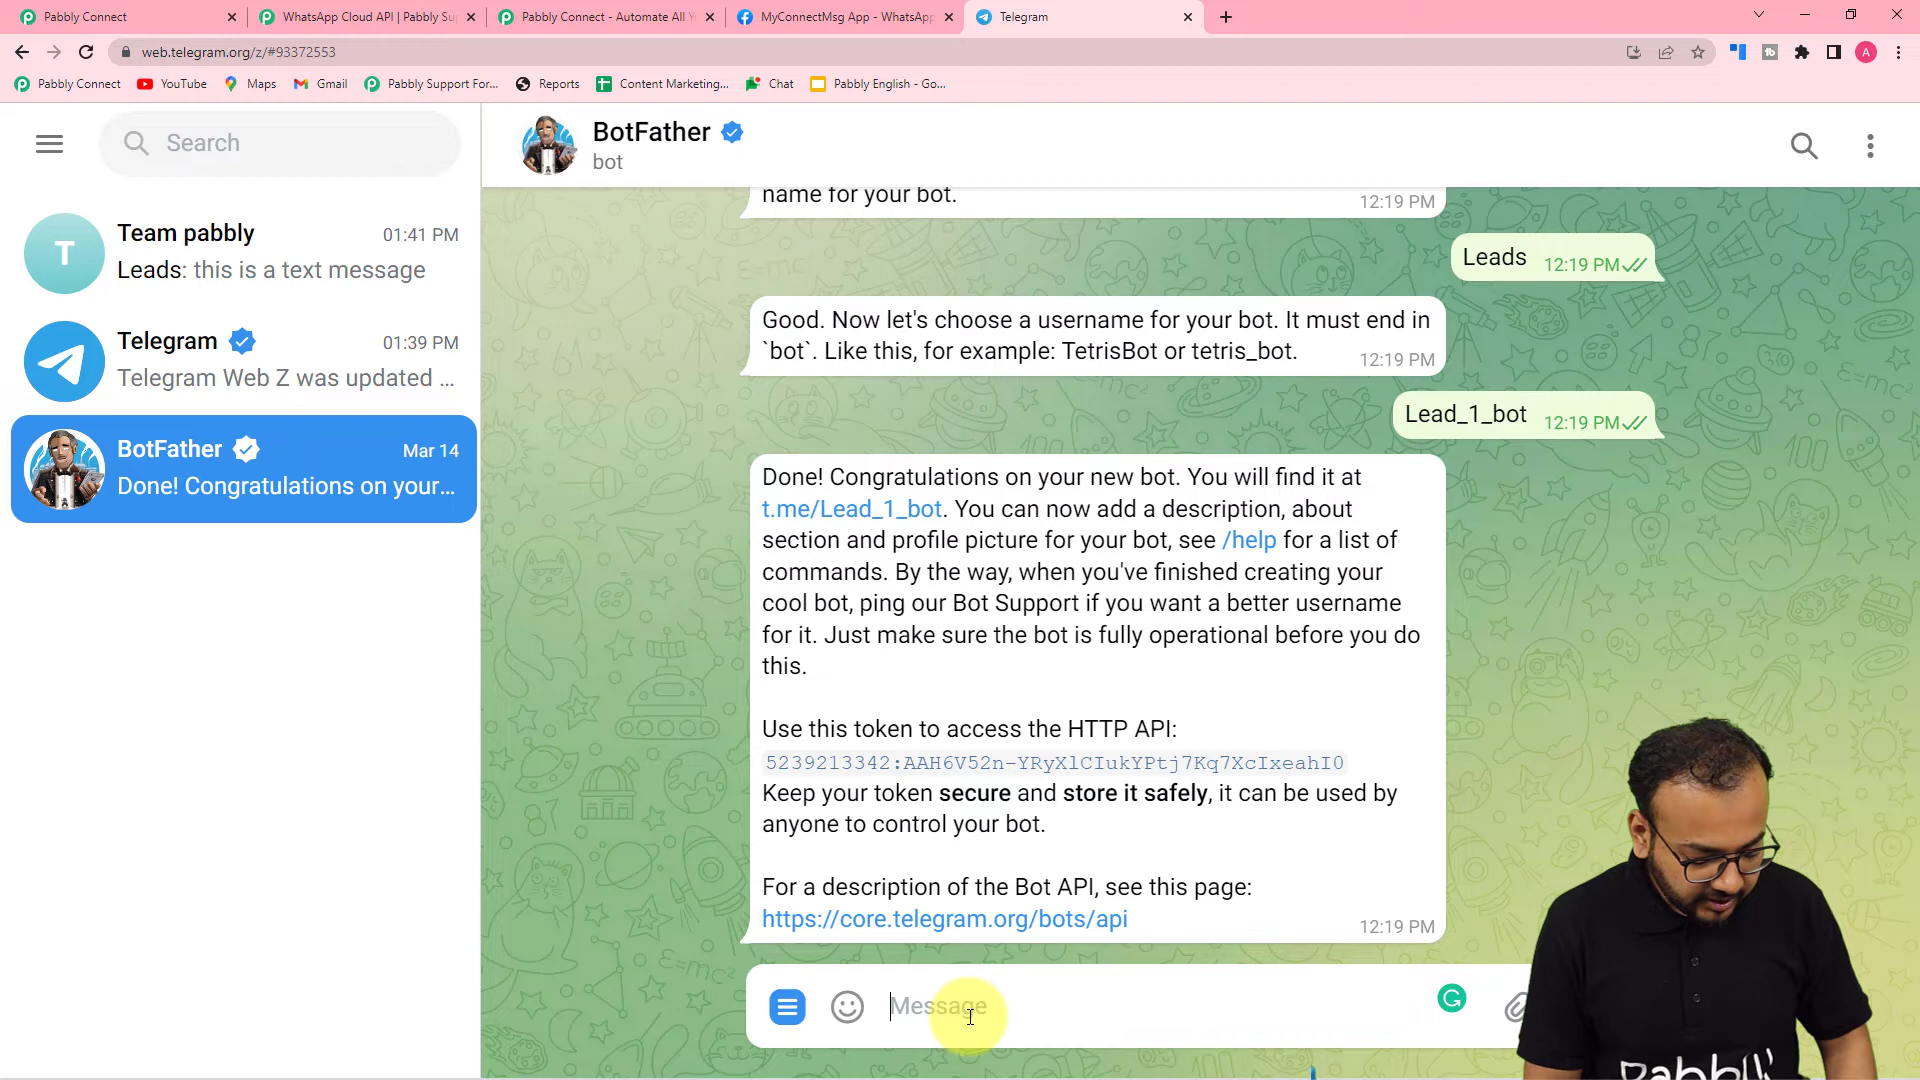 Pabbly Connect
WhatsApp Cloud API | Pabbly Su
Pabbly Connect - Automate All Y
MyConnectMsg App - WhatsApp
Telegram
web.telegram.org/z/#93372553
Pabbly Connect
YouTube
Maps
Gmail
Pabbly Support For...
Reports
Content Marketing...
Chat
Pabbly English - Go...
A
Search
T
Team pabbly 01:41 PM
Leads: this is a text message
Telegram 01:39 PM
Telegram Web Z was updated ...
BotFather Mar 14
Done! Congratulations on your...
BotFather
bot
name for your bot.
12:19 PM
Leads 12:19 PM
Good. Now let's choose a username for your bot. It must end in
`bot`. Like this, for example: TetrisBot or tetris_bot.
12:19 PM
Lead_1_bot 12:19 PM
Done! Congratulations on your new bot. You will find it at
t.me/Lead_1_bot. You can now add a description, about
section and profile picture for your bot, see /help for a list of
commands. By the way, when you've finished creating your
cool bot, ping our Bot Support if you want a better username
for it. Just make sure the bot is fully operational before you do
this.
Use this token to access the HTTP API:
5239213342:AAH6V52n-YRyXlCIukYPtj7Kq7XcIxeahI0
Keep your token secure and store it safely, it can be used by
anyone to control your bot.
For a description of the Bot API, see this page:
https://core.telegram.org/bots/api
12:19 PM
Message
Pabbly